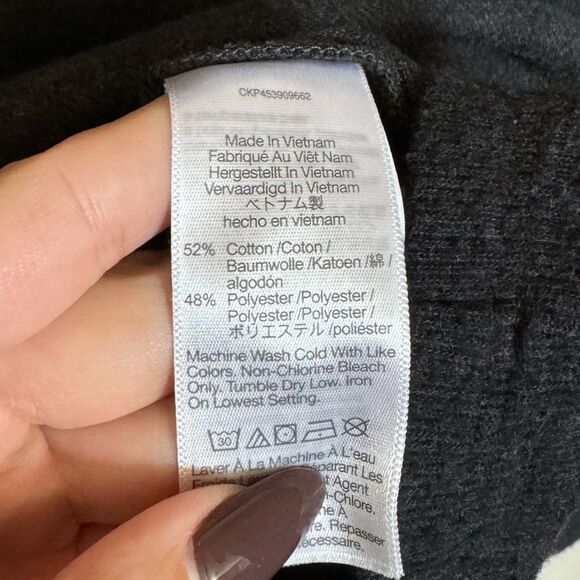 CKP453909662
Made In Vietnam
Fabriqué Au Viêt Nam
Hergestellt In Vietnam
Vervaardigd In Vietnam
ベトナム製
hecho en vietnam
52% Cotton /Coton /
Baumwolle /Katoen /綿 /
algodón
48% Polyester /Polyester /
Polyester /Polyester /
ポリエステル /poliéster
Machine Wash Cold With Like
Colors. Non-Chlorine Bleach
Only. Tumble Dry Low. Iron
On Lowest Setting.
30
Laver À La Machine À L'eau
Les
Agent
À
Repasser